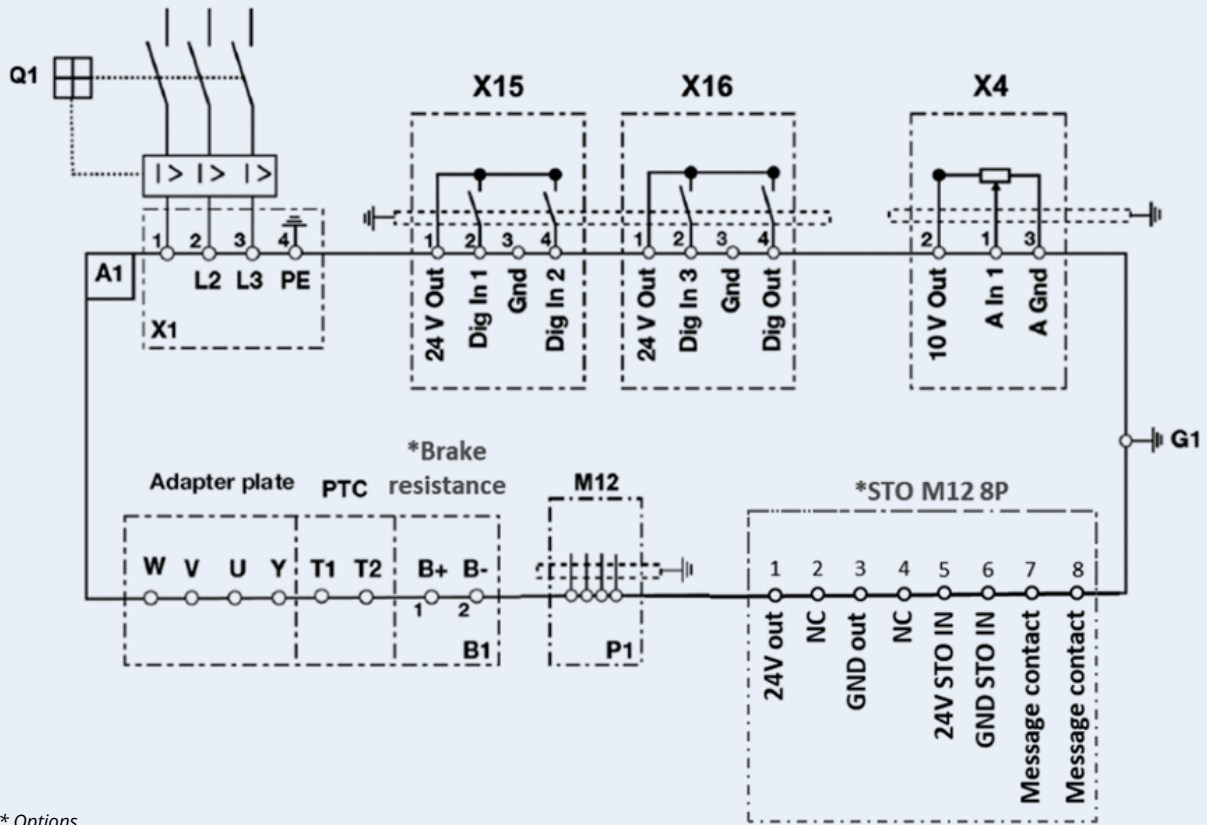 Q1
X15
X16
X4
I> I> I>
1 2 3 4
1 2 3 4
1 2 3 4
2 1 3
A1
L2 L3 PE
X1
24 V Out
Dig In 1
Gnd
Dig In 2
24 V Out
Dig In 3
Gnd
Dig Out
10 V Out
A In 1
A Gnd
G1
Adapter plate
PTC
*Brake
resistance
M12
*STO M12 8P
W V U Y T1 T2 B+ B-
1 2
B1
P1
1 2 3 4 5 6 7 8
24V out
NC
GND out
NC
24V STO IN
GND STO IN
Message contact
Message contact
* Options